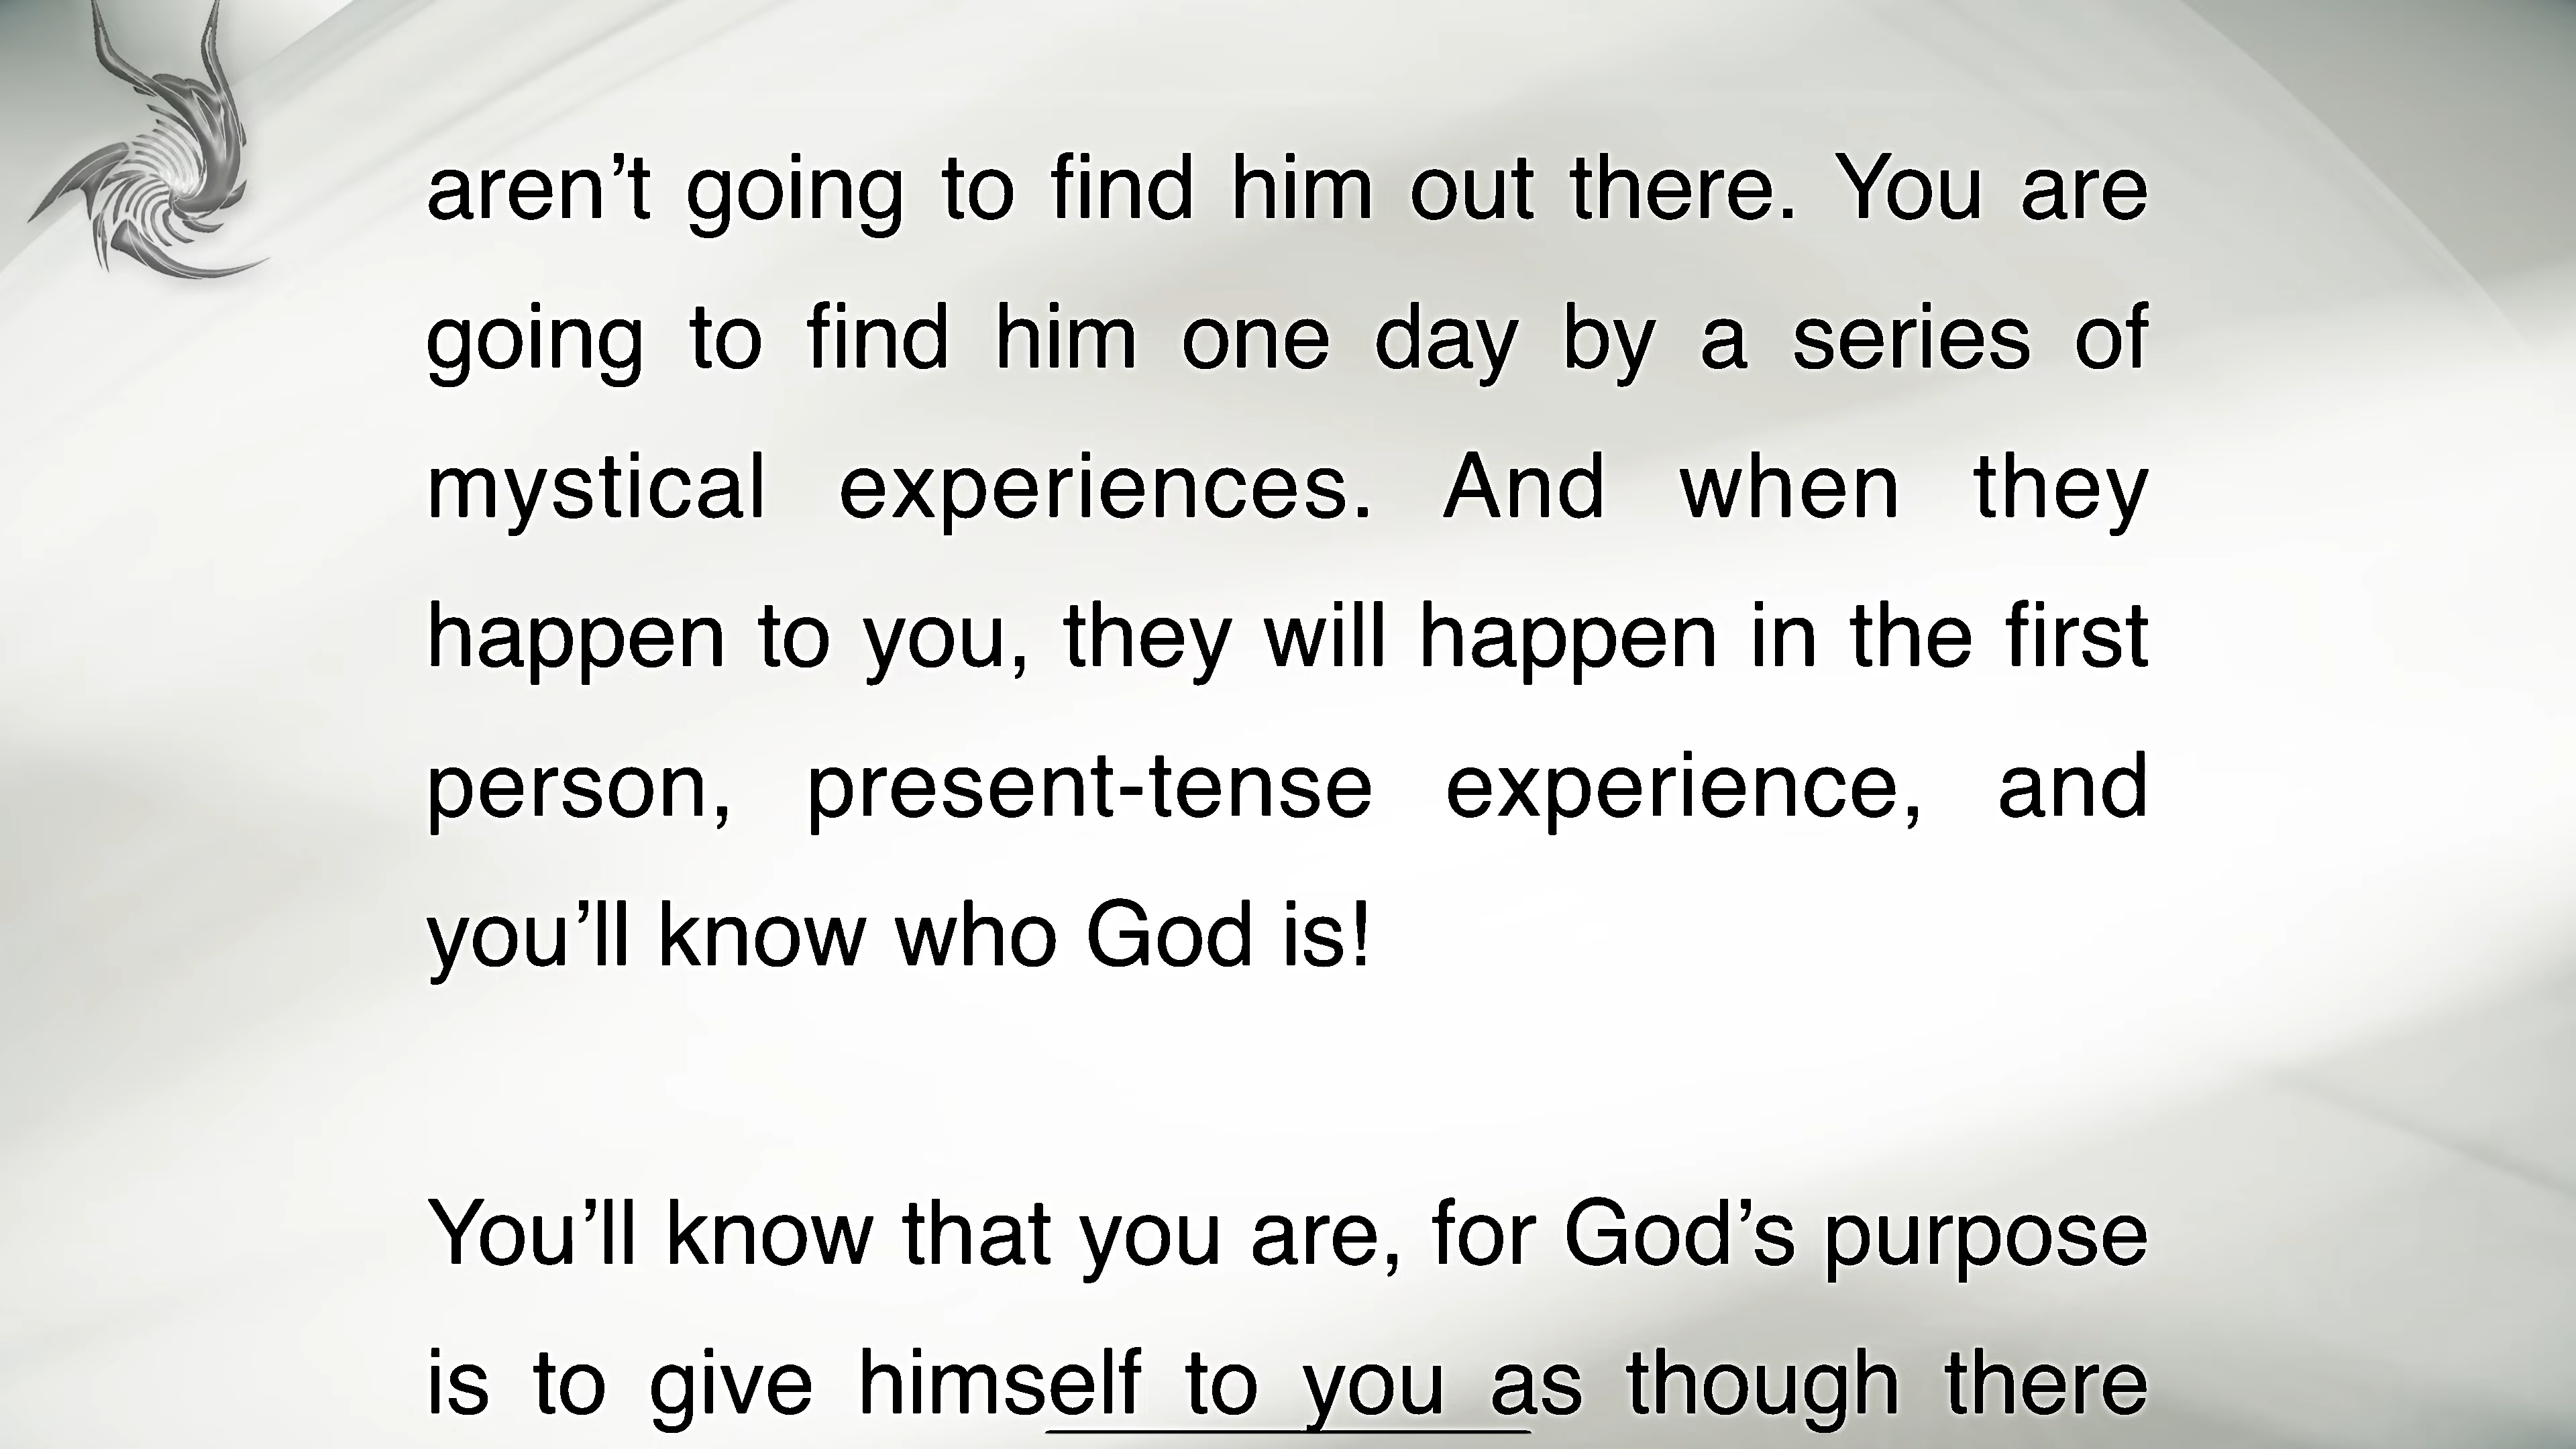 aren’t going to find him out there. You are
going to find him one day by a series of
mystical experiences. And when they
happen to you, they will happen in the first
person, present-tense experience, and
you’ll know who God is!
You’ll know that you are, for God’s purpose
is to give himself to you as though there